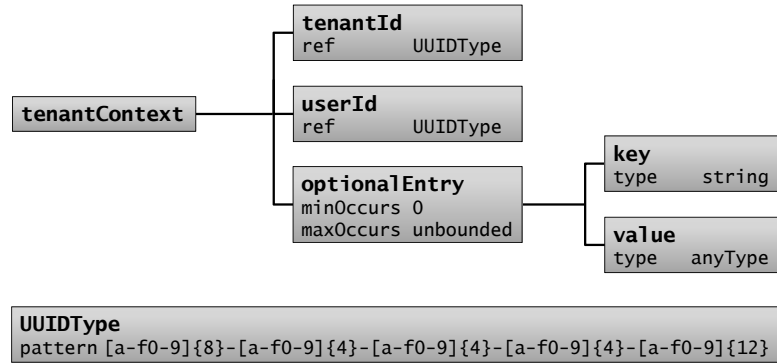 tenantId
ref UUIDType
tenantContext
userId
ref UUIDType
optionalEntry
minOccurs 0
maxOccurs unbounded
key
type string
value
type anyType
UUIDType
pattern [a-f0-9]{8}-[a-f0-9]{4}-[a-f0-9]{4}-[a-f0-9]{4}-[a-f0-9]{12}